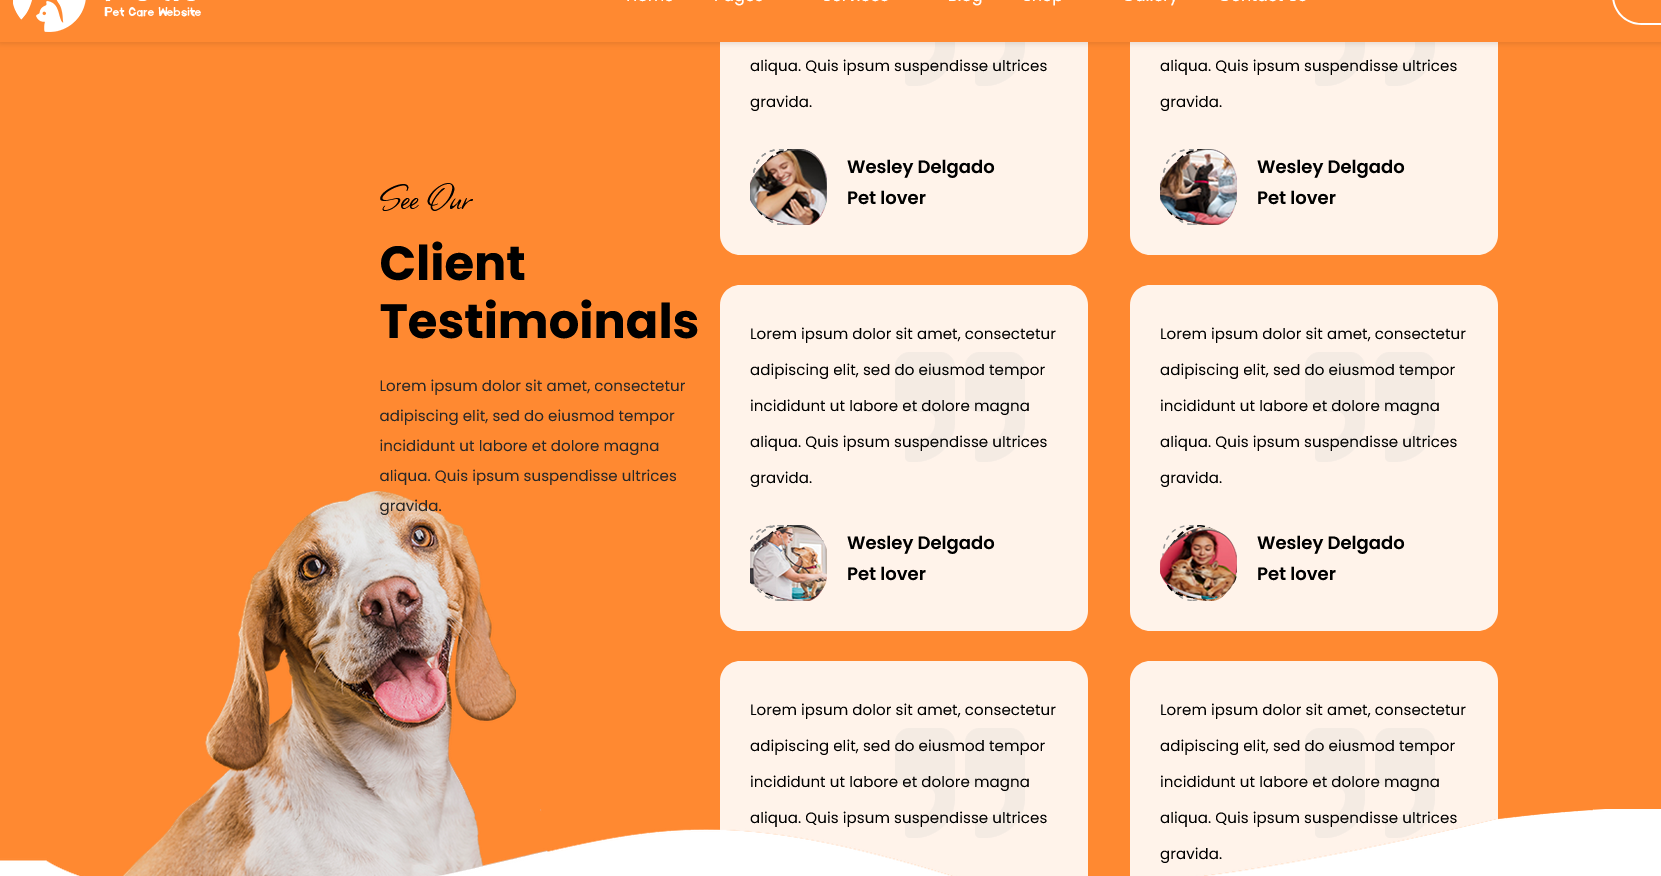 Pet Care Website
Home Pages Services Blog Shop Gallery Contact Us
See Our
Client
Testimoinals
Lorem ipsum dolor sit amet, consectetur
adipiscing elit, sed do eiusmod tempor
incididunt ut labore et dolore magna
aliqua. Quis ipsum suspendisse ultrices
gravida.
aliqua. Quis ipsum suspendisse ultrices
gravida.
Wesley Delgado
Pet lover
aliqua. Quis ipsum suspendisse ultrices
gravida.
Wesley Delgado
Pet lover
Lorem ipsum dolor sit amet, consectetur
adipiscing elit, sed do eiusmod tempor
incididunt ut labore et dolore magna
aliqua. Quis ipsum suspendisse ultrices
gravida.
Wesley Delgado
Pet lover
Lorem ipsum dolor sit amet, consectetur
adipiscing elit, sed do eiusmod tempor
incididunt ut labore et dolore magna
aliqua. Quis ipsum suspendisse ultrices
gravida.
Wesley Delgado
Pet lover
Lorem ipsum dolor sit amet, consectetur
adipiscing elit, sed do eiusmod tempor
incididunt ut labore et dolore magna
aliqua. Quis ipsum suspendisse ultrices
Lorem ipsum dolor sit amet, consectetur
adipiscing elit, sed do eiusmod tempor
incididunt ut labore et dolore magna
aliqua. Quis ipsum suspendisse ultrices
gravida.